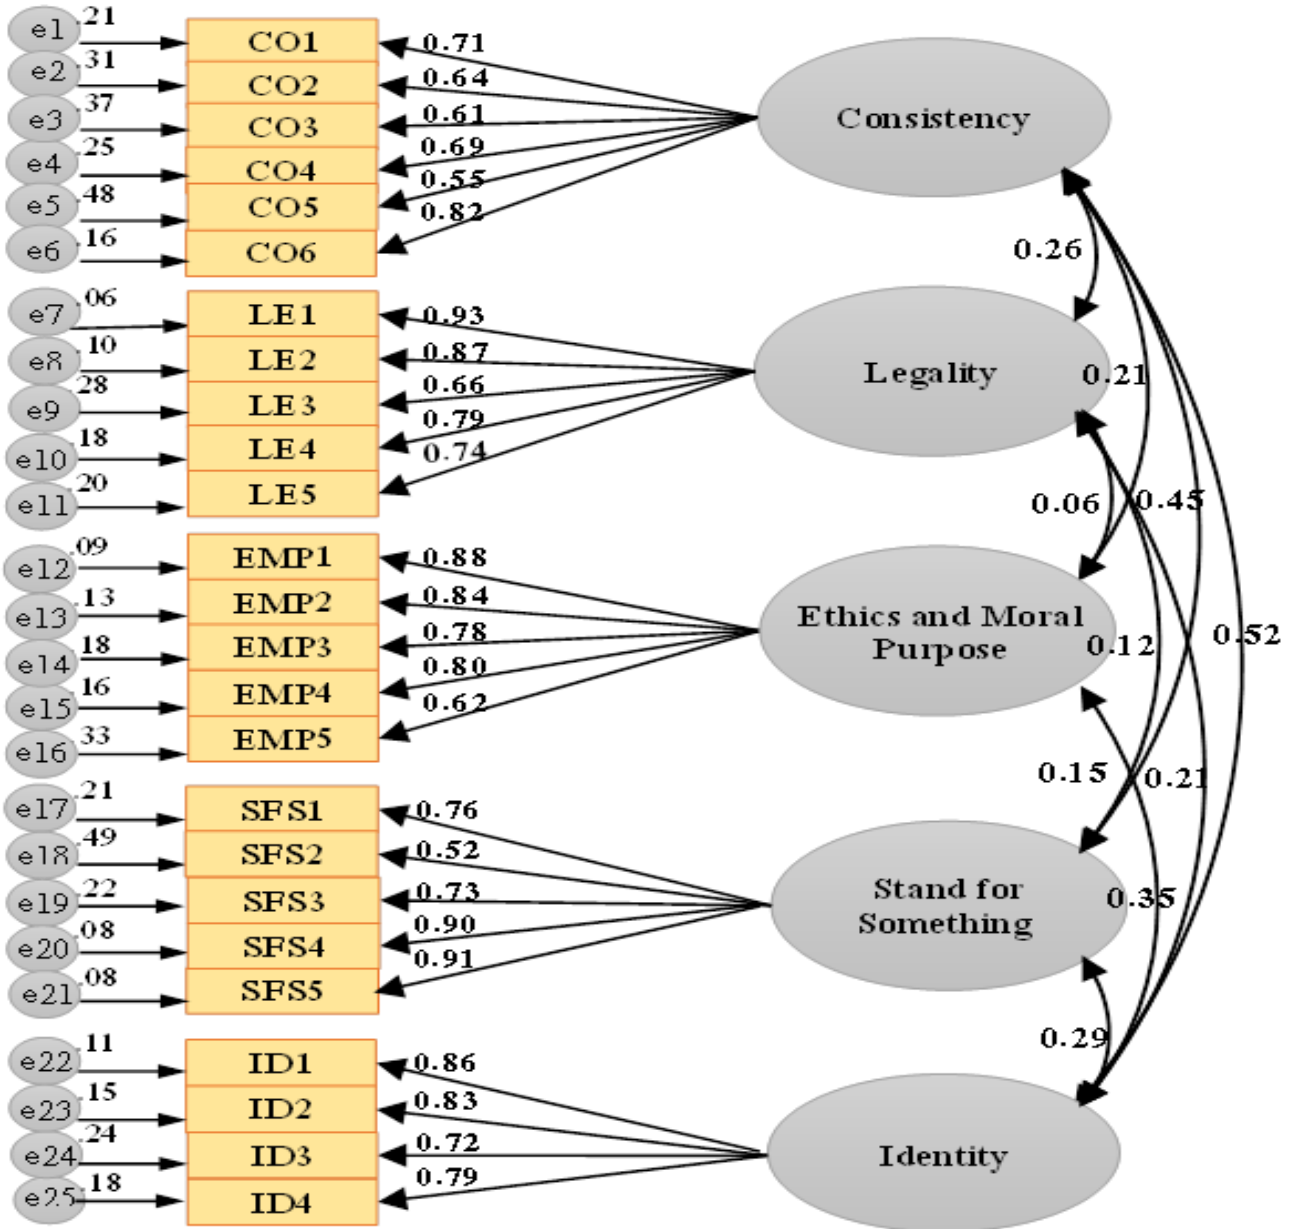 e1 .21 CO1 0.71
e2 .31 CO2 0.64
e3 .37 CO3 0.61
e4 .25 CO4 0.69
e5 .48 CO5 0.55
e6 .16 CO6 0.82
Consistency
0.26
e7 .06 LE1 0.93
e8 .10 LE2 0.87
e9 .28 LE3 0.66
e10 .18 LE4 0.79
e11 .20 LE5 0.74
Legality
0.21
0.06
0.45
e12 .09 EMP1 0.88
e13 .13 EMP2 0.84
e14 .18 EMP3 0.78
e15 .16 EMP4 0.80
e16 .33 EMP5 0.62
Ethics and Moral
Purpose
0.12
0.52
0.15
0.21
e17 .21 SFS1 0.76
e18 .49 SFS2 0.52
e19 .22 SFS3 0.73
e20 .08 SFS4 0.90
e21 .08 SFS5 0.91
Stand for
Something
0.35
0.29
e22 .11 ID1 0.86
e23 .15 ID2 0.83
e24 .24 ID3 0.72
e25 .18 ID4 0.79
Identity